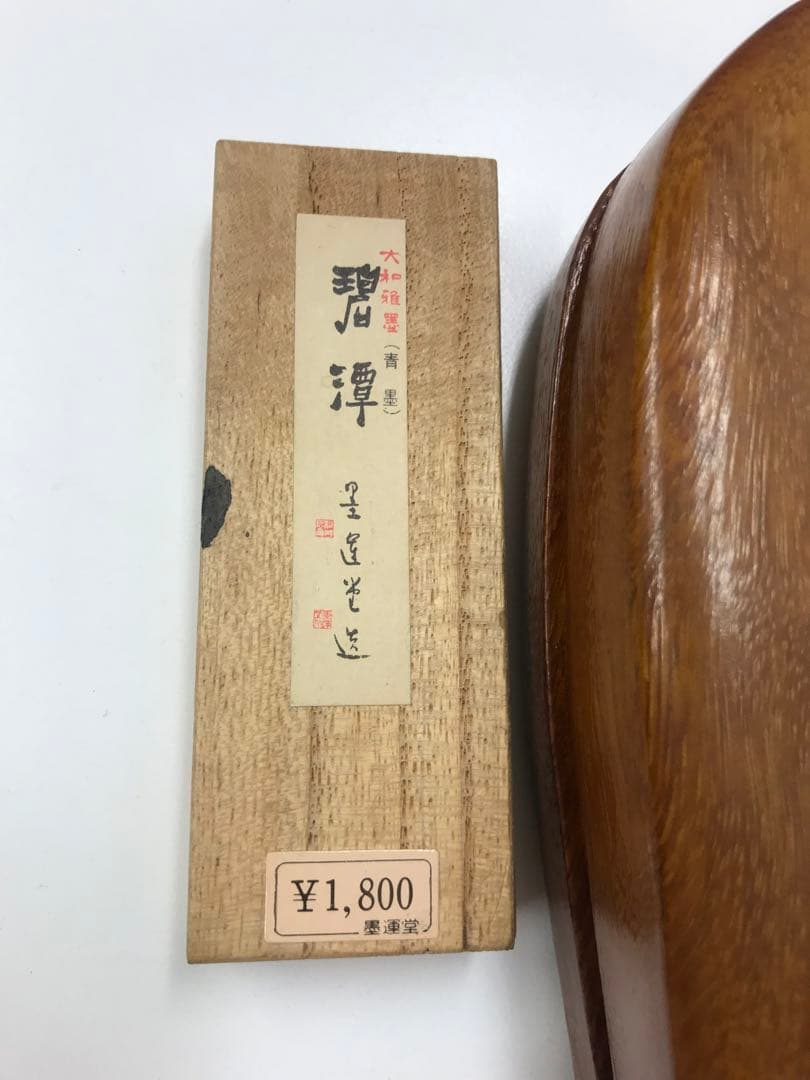 大和雅墨
(青墨)
碧潭
墨運堂造
¥1,800
墨運堂